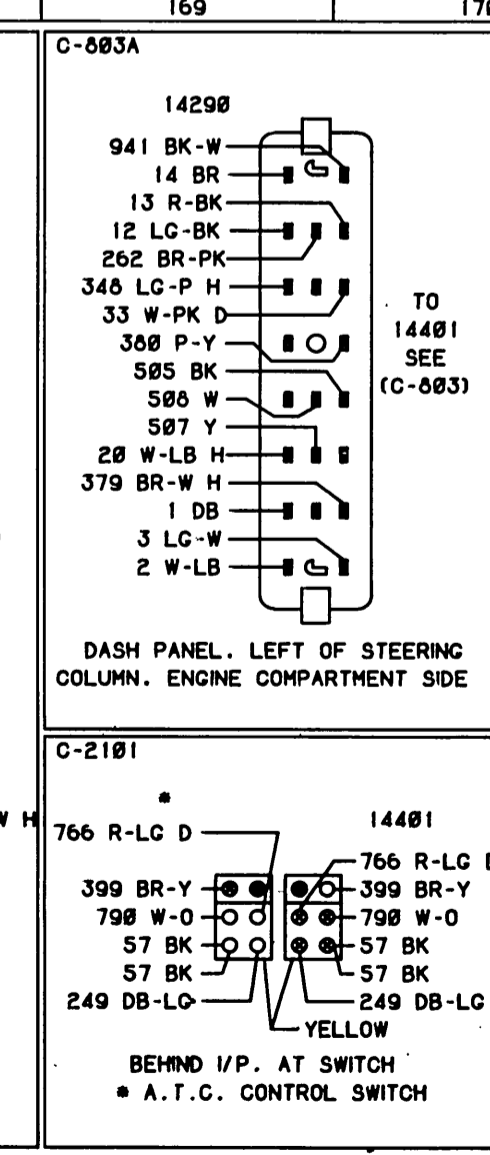 169
C-803A
14290
941 BK-W
14 BR
13 R-BK
12 LG-BK
262 BR-PK
348 LG-P H
33 W-PK D
380 P-Y
505 BK
508 W
507 Y
20 W-LB H
379 BR-W H
1 DB
3 LG-W
2 W-LB
TO
14401
SEE
(C-803)
DASH PANEL. LEFT OF STEERING
COLUMN. ENGINE COMPARTMENT SIDE
C-2101
*
14401
W H
766 R-LG D
766 R-LG
399 BR-Y
399 BR-Y
790 W-O
790 W-O
57 BK
57 BK
57 BK
57 BK
249 DB-LG
249 DB-LG
YELLOW
BEHIND I/P. AT SWITCH
* A.T.C. CONTROL SWITCH